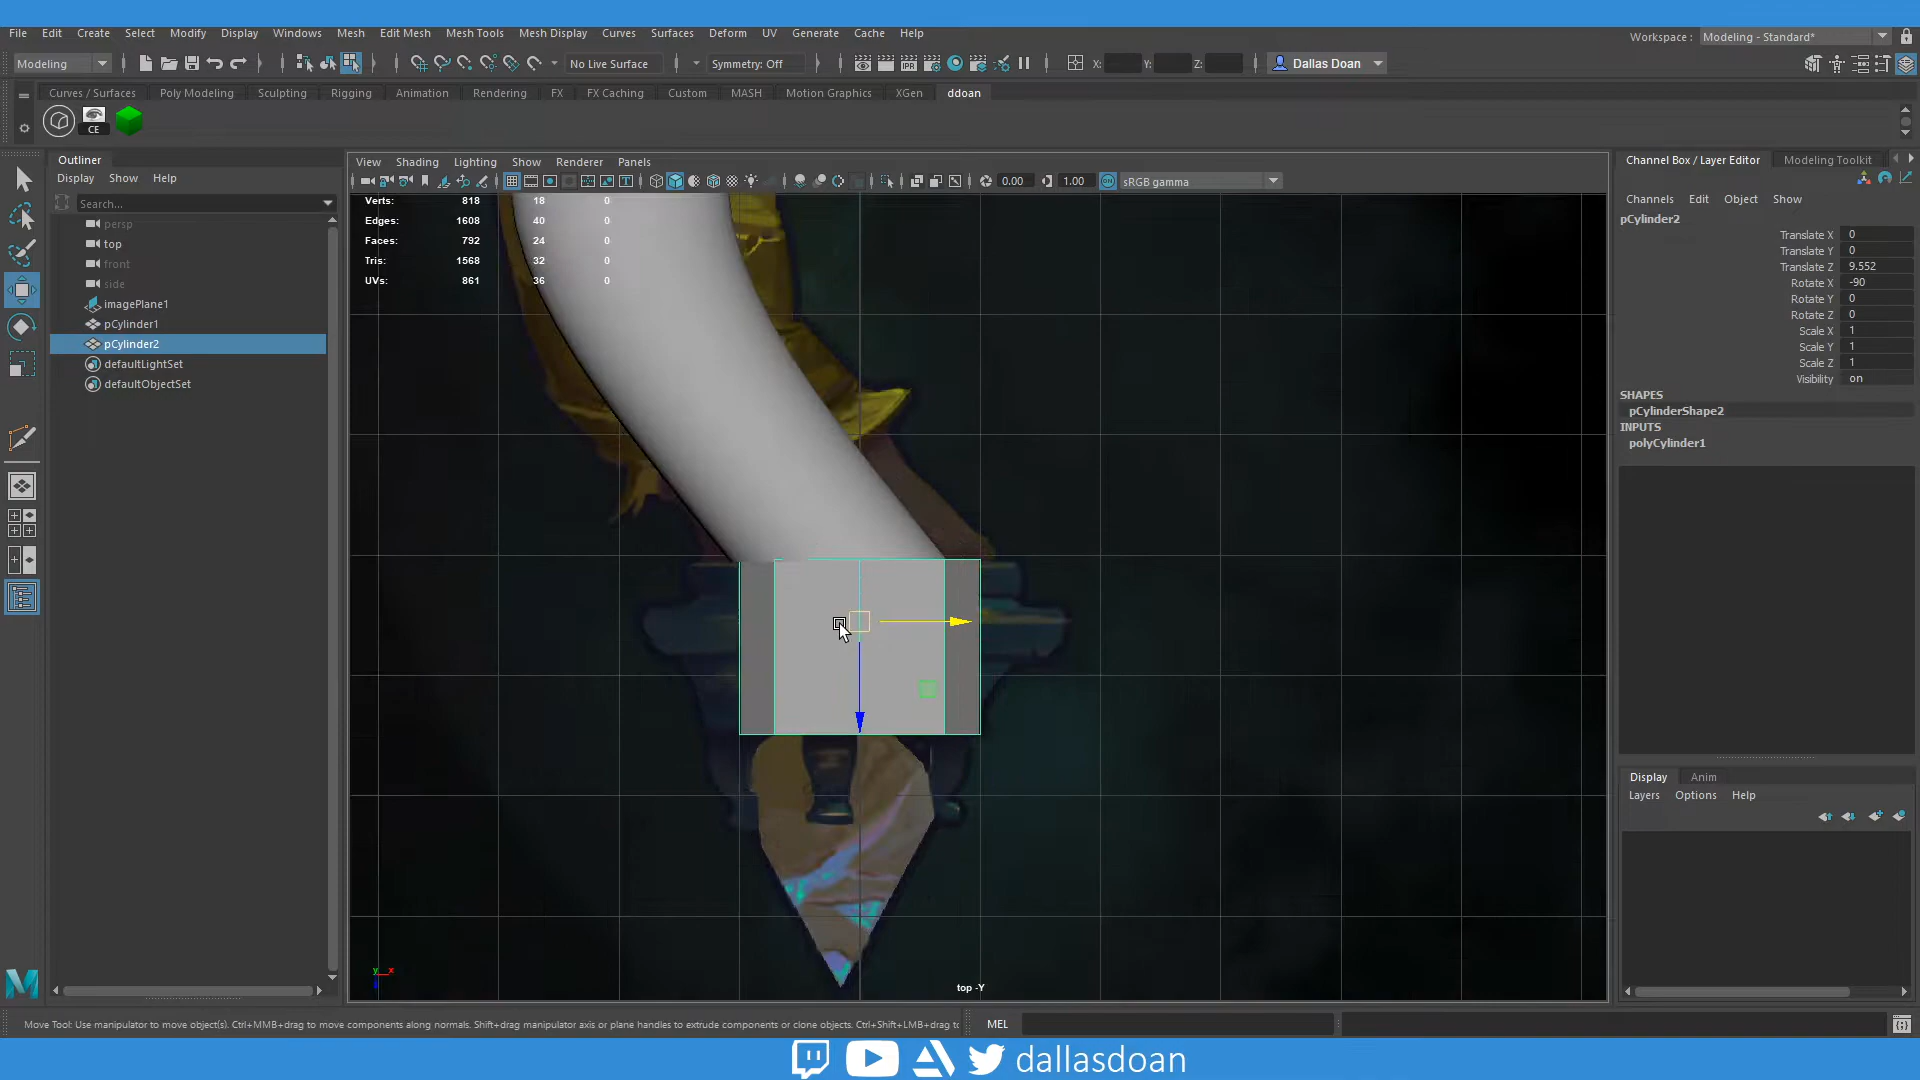 File Edit Create Select Modify Display Windows Mesh Edit Mesh Mesh Tools Mesh Display Curves Surfaces Deform UV Generate Cache Help
Workspace : Modeling - Standard*
Modeling No Live Surface Symmetry: Off X: Y: Z: Dallas Doan
Curves / Surfaces Poly Modeling Sculpting Rigging Animation Rendering FX FX Caching Custom MASH Motion Graphics XGen ddoan
CE
Outliner
Display Show Help
Search...
persp
top
front
side
imagePlane1
pCylinder1
pCylinder2
defaultLightSet
defaultObjectSet
View Shading Lighting Show Renderer Panels
0.00 1.00 ON sRGB gamma
Verts: 818 18 0
Edges: 1608 40 0
Faces: 792 24 0
Tris: 1568 32 0
UVs: 861 36 0
y x
top -Y
Channel Box / Layer Editor Modeling Toolkit
Channels Edit Object Show
pCylinder2
Translate X 0
Translate Y 0
Translate Z 9.552
Rotate X -90
Rotate Y 0
Rotate Z 0
Scale X 1
Scale Y 1
Scale Z 1
Visibility on
SHAPES
pCylinderShape2
INPUTS
polyCylinder1
Display Anim
Layers Options Help
Move Tool: Use manipulator to move object(s). Ctrl+MMB+drag to move components along normals. Shift+drag manipulator axis or plane handles to extrude components or clone objects. Ctrl+Shift+LMB+drag to
MEL
dallasdoan